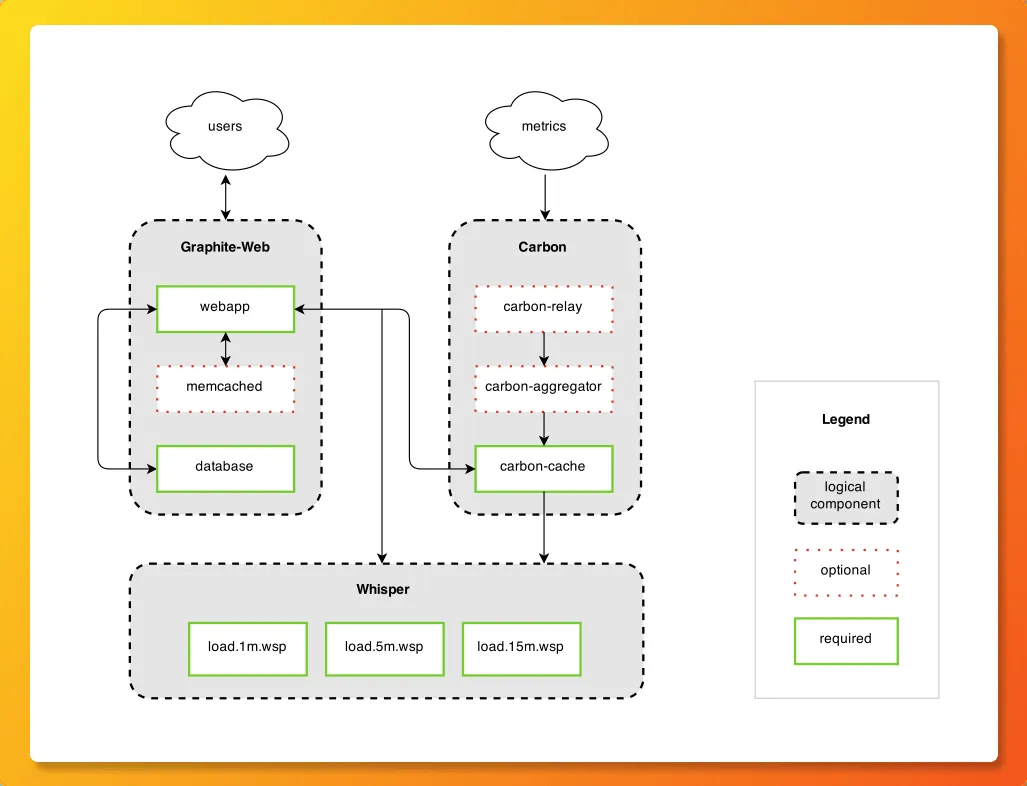 users
metrics
Graphite-Web
Carbon
webapp
carbon-relay
memcached
carbon-aggregator
database
carbon-cache
Whisper
load.1m.wsp
load.5m.wsp
load.15m.wsp
Legend
logical
component
optional
required